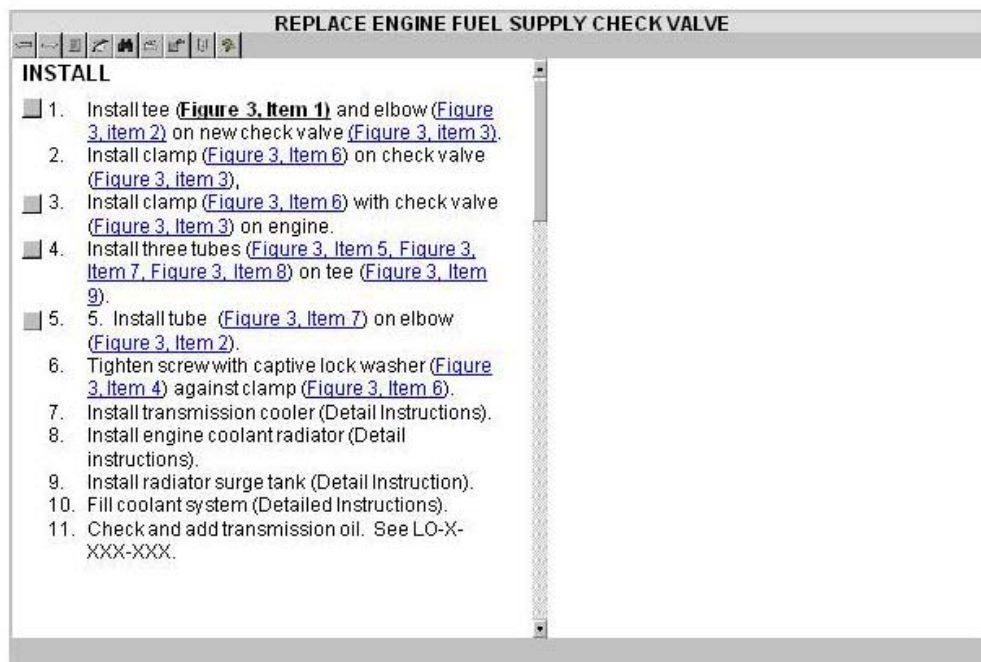 REPLACE ENGINE FUEL SUPPLY CHECK VALVE
INSTALL
1. Install tee (Figure 3, Item 1) and elbow (Figure
3, item 2) on new check valve (Figure 3, item 3).
2. Install clamp (Figure 3, Item 6) on check valve
(Figure 3, item 3),
3. Install clamp (Figure 3, Item 6) with check valve
(Figure 3, Item 3) on engine.
4. Install three tubes (Figure 3, Item 5, Figure 3,
Item 7, Figure 3, Item 8) on tee (Figure 3, Item
9).
5. 5. Install tube (Figure 3, Item 7) on elbow
(Figure 3, Item 2).
6. Tighten screw with captive lock washer (Figure
3, Item 4) against clamp (Figure 3, Item 6).
7. Install transmission cooler (Detail Instructions).
8. Install engine coolant radiator (Detail
instructions).
9. Install radiator surge tank (Detail Instruction).
10. Fill coolant system (Detailed Instructions).
11. Check and add transmission oil. See LO-X-
XXX-XXX.